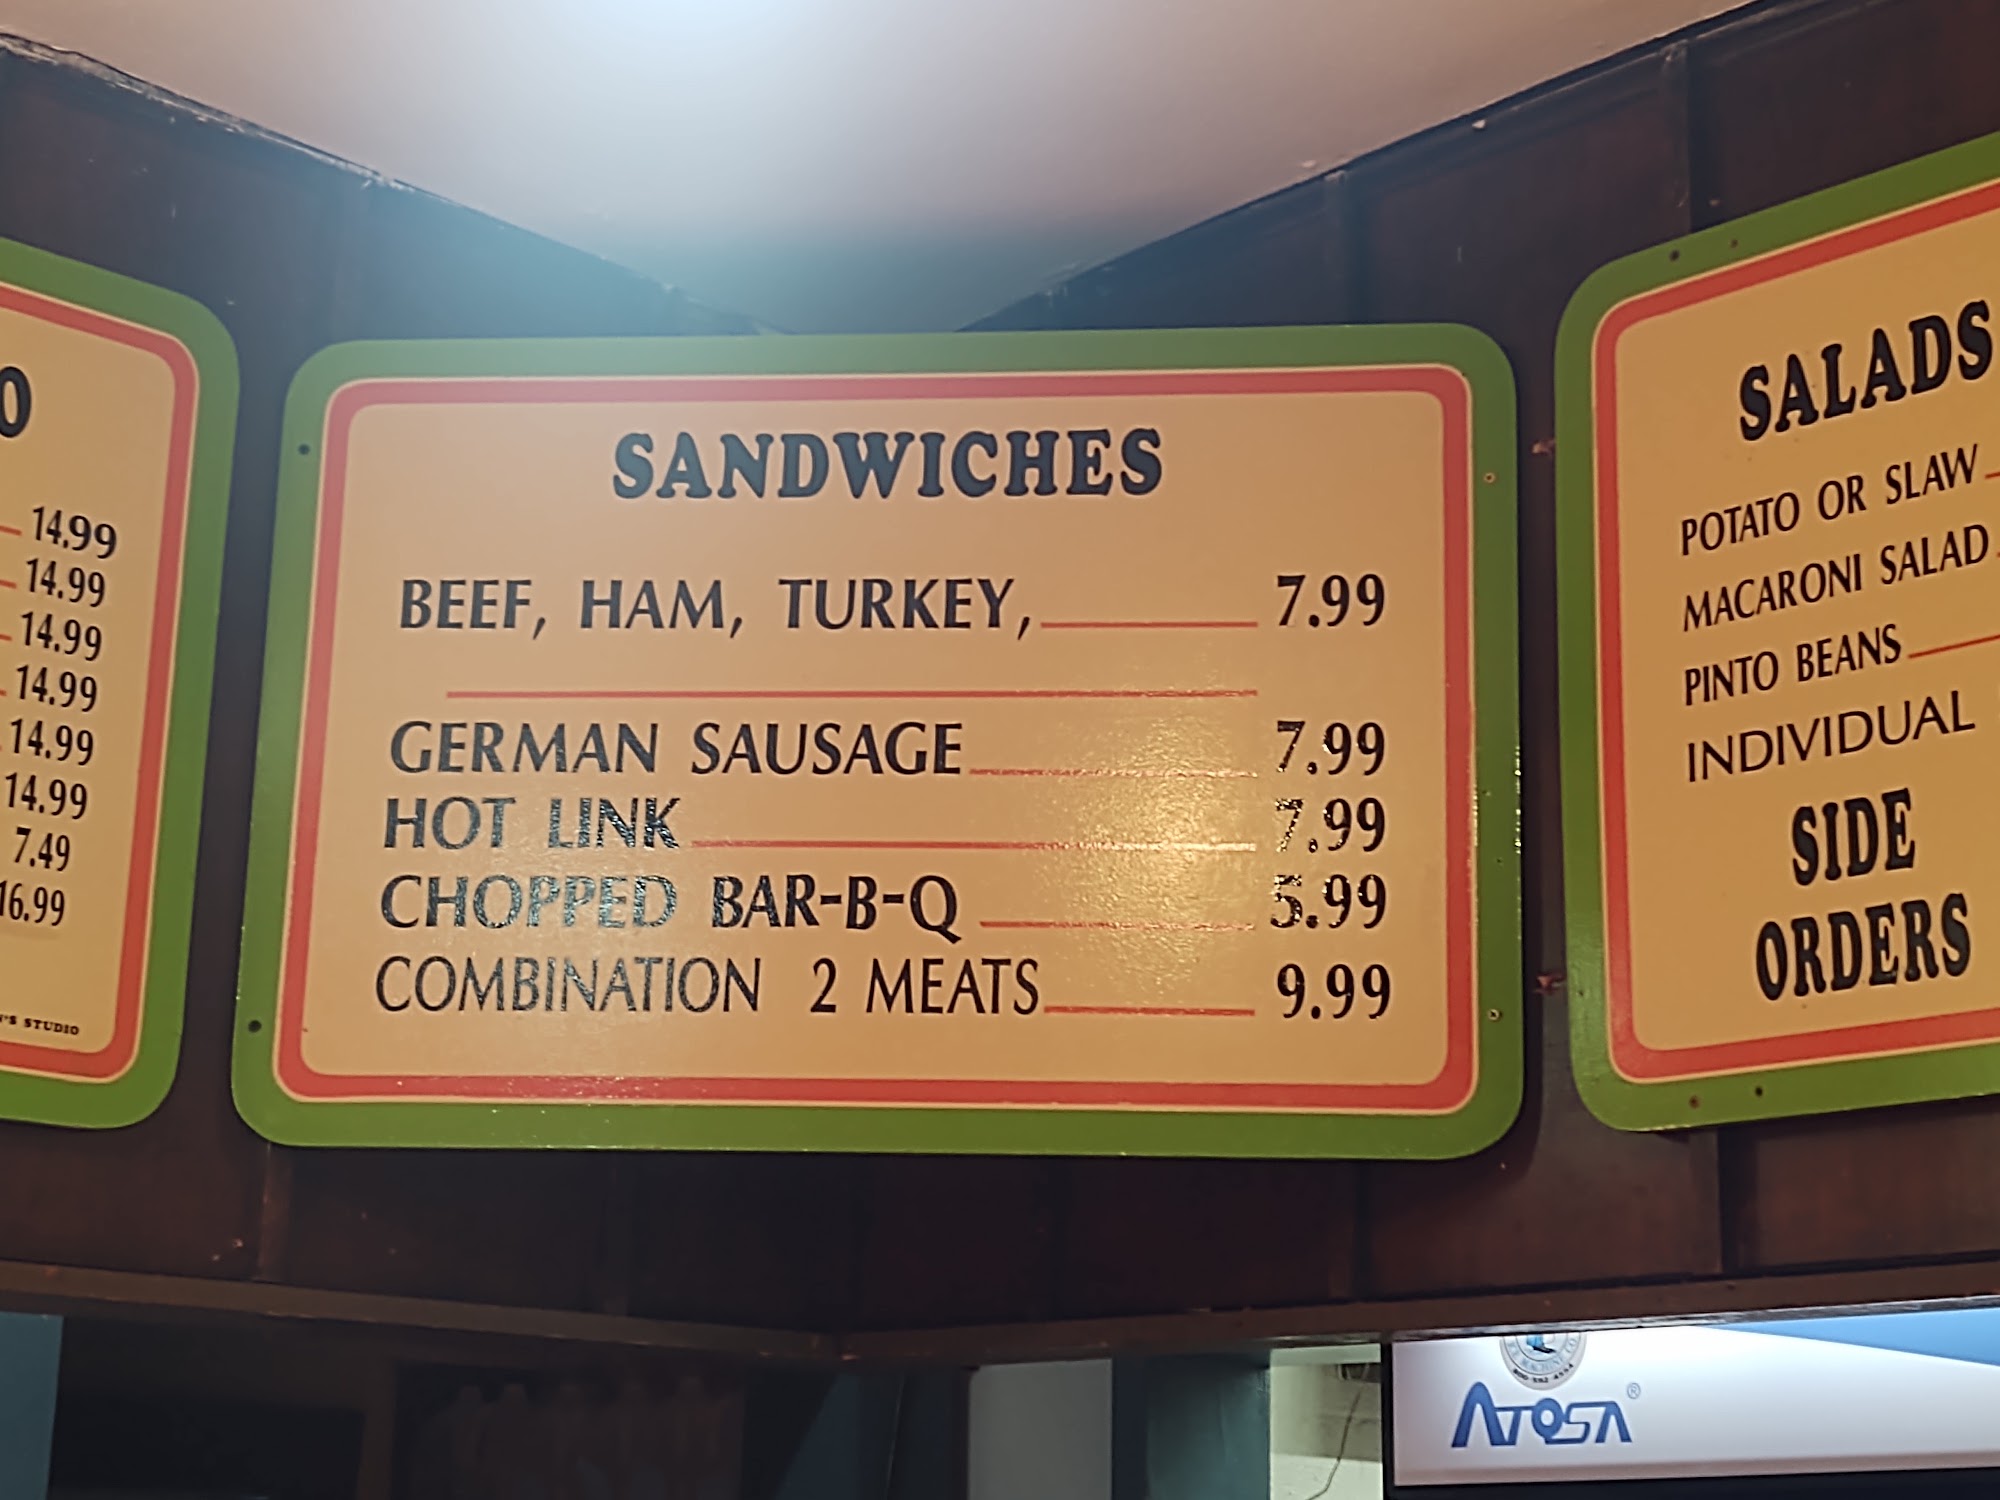 O
14.99
14.99
14.99
14.99
14.99
14.99
7.49
16.99
'S STUDIO
SANDWICHES
BEEF, HAM, TURKEY, 7.99
GERMAN SAUSAGE 7.99
HOT LINK 7.99
CHOPPED BAR-B-Q 5.99
COMBINATION 2 MEATS 9.99
SALADS
POTATO OR SLAW
MACARONI SALAD
PINTO BEANS
INDIVIDUAL
SIDE
ORDERS
ATOSA®